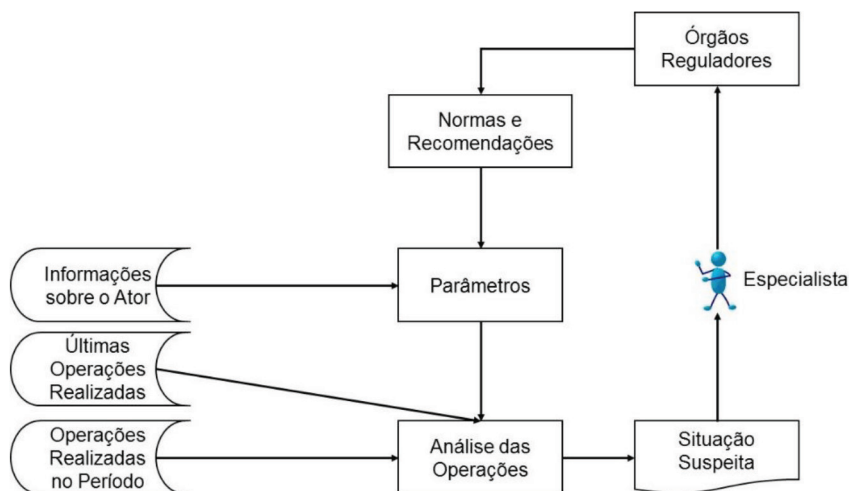 Órgãos
Reguladores
Normas e
Recomendações
Informações
sobre o Ator
Parâmetros
Especialista
Últimas
Operações
Realizadas
Operações
Realizadas
no Período
Análise das
Operações
Situação
Suspeita